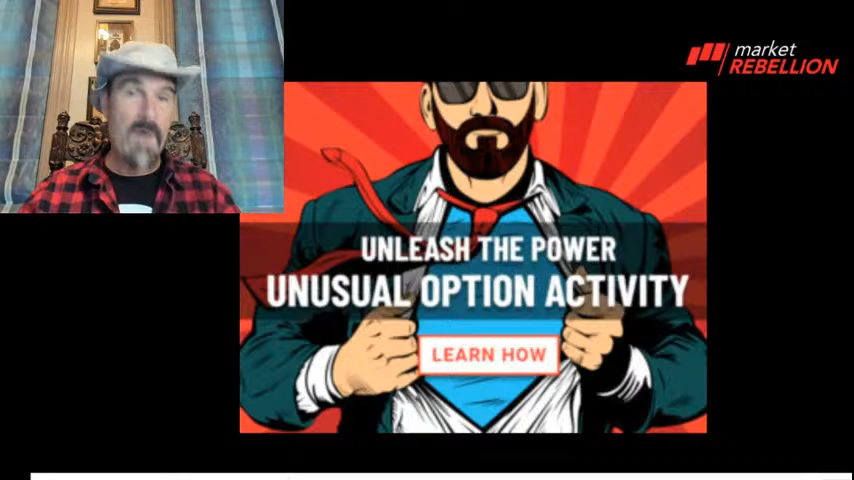 market
REBELLION
UNLEASH THE POWER
UNUSUAL OPTION ACTIVITY
LEARN HOW